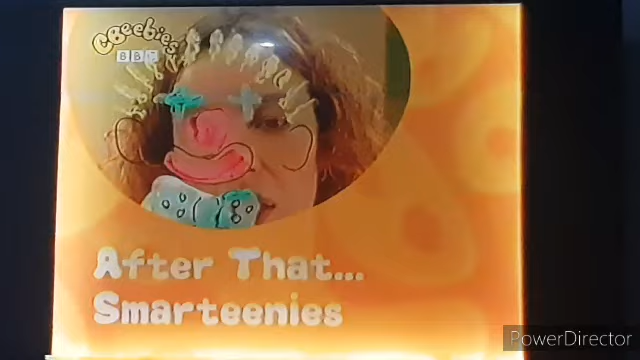 CBeebies
BBC
After That...
Smarteenies
PowerDirector